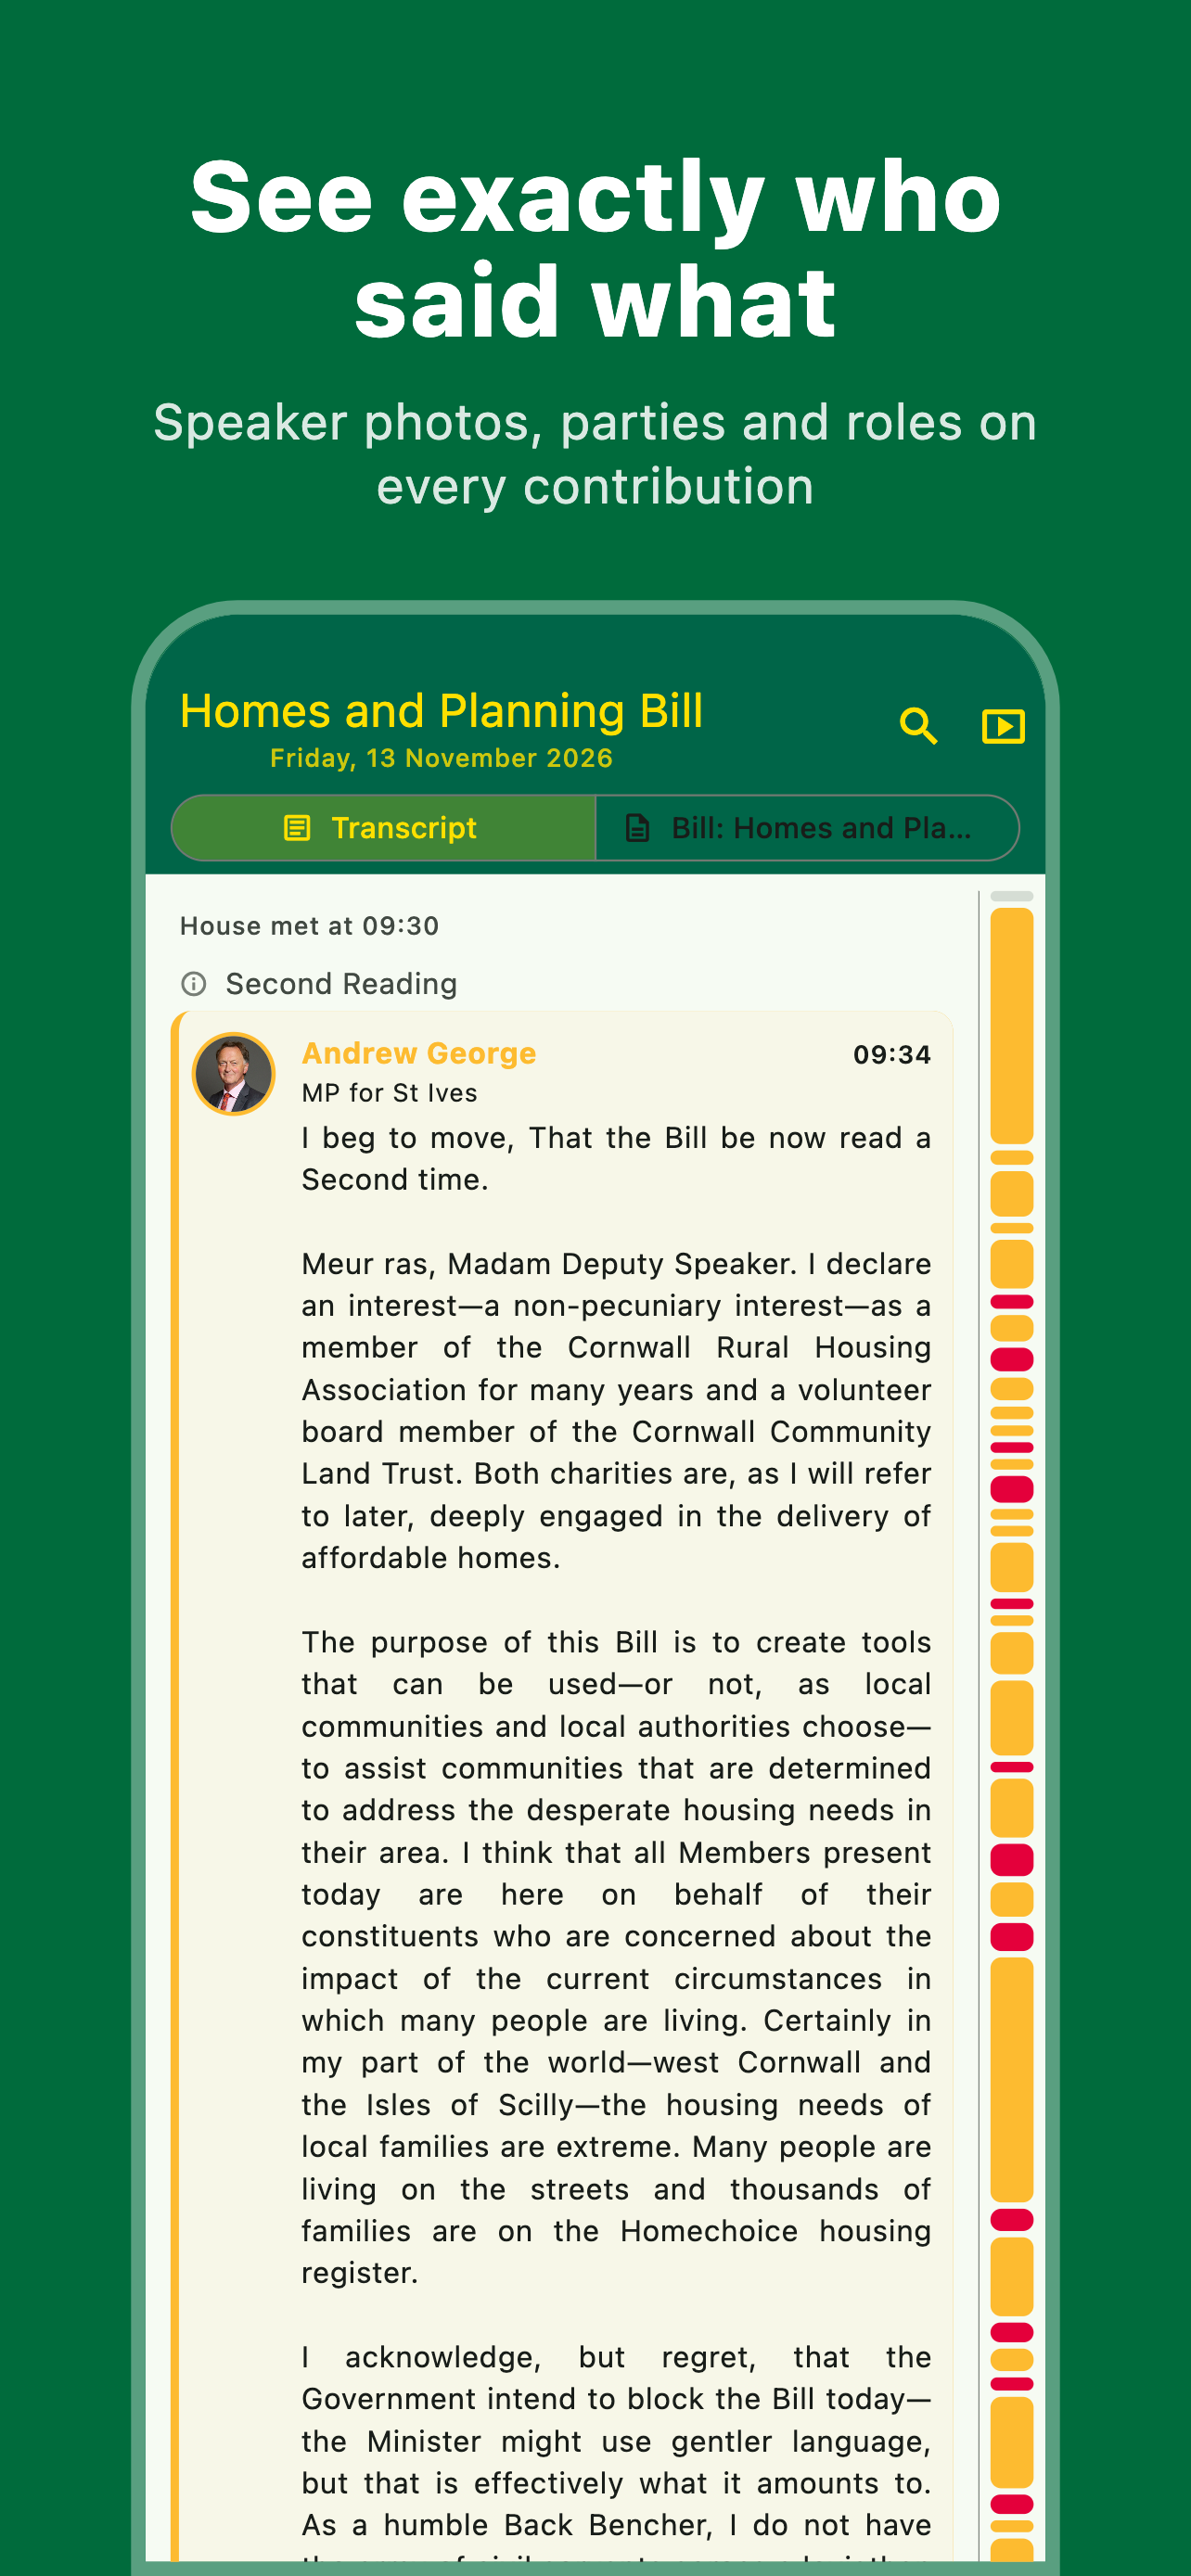 See exactly who
said what
Speaker photos, parties and roles on
every contribution
Homes and Planning Bill
Friday, 13 November 2026
Transcript
Bill: Homes and Pla...
House met at 09:30
Second Reading
Andrew George
09:34
MP for St Ives
I beg to move, That the Bill be now read a
Second time.
Meur ras, Madam Deputy Speaker. I declare
an interest—a non-pecuniary interest—as a
member of the Cornwall Rural Housing
Association for many years and a volunteer
board member of the Cornwall Community
Land Trust. Both charities are, as I will refer
to later, deeply engaged in the delivery of
affordable homes.
The purpose of this Bill is to create tools
that can be used—or not, as local
communities and local authorities choose—
to assist communities that are determined
to address the desperate housing needs in
their area. I think that all Members present
today are here on behalf of their
constituents who are concerned about the
impact of the current circumstances in
which many people are living. Certainly in
my part of the world—west Cornwall and
the Isles of Scilly—the housing needs of
local families are extreme. Many people are
living on the streets and thousands of
families are on the Homechoice housing
register.
I acknowledge, but regret, that the
Government intend to block the Bill today—
the Minister might use gentler language,
but that is effectively what it amounts to.
As a humble Back Bencher, I do not have